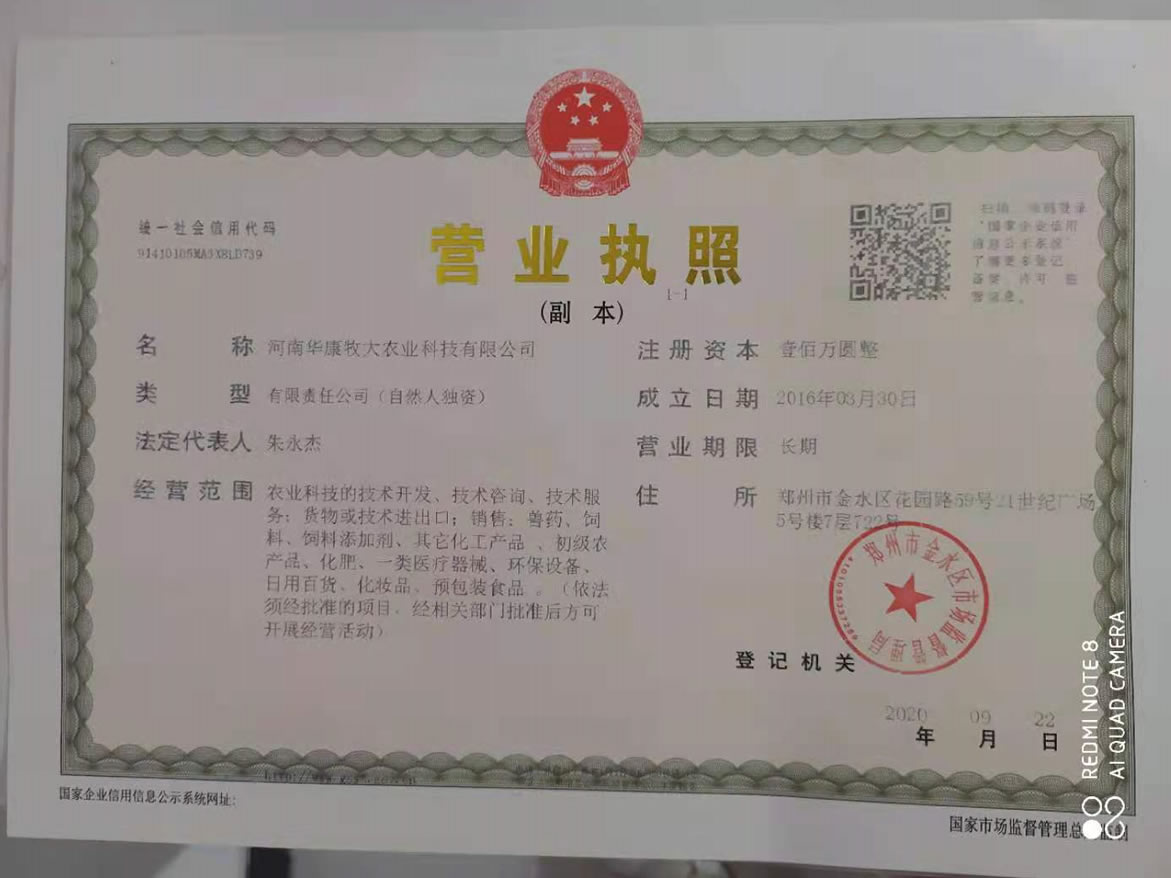 统一社会信用代码
91410105MA3X8LD739
营业执照
(副 本)
1-1
扫描二维码登录
"国家企业信用
信息公示系统"
了解更多登记、
备案、许可、监
管信息。
名 称 河南华康牧大农业科技有限公司
类 型 有限责任公司（自然人独资）
法定代表人 朱永杰
经营范围 农业科技的技术开发、技术咨询、技术服
务；货物或技术进出口；销售：兽药、饲
料、饲料添加剂、其它化工产品 、初级农
产品、化肥、一类医疗器械、环保设备、
日用百货、化妆品、预包装食品 。（依法
须经批准的项目，经相关部门批准后方可
开展经营活动）
注册资本 壹佰万圆整
成立日期 2016年03月30日
营业期限 长期
住 所 郑州市金水区花园路59号21世纪广场
5号楼7层722号
郑州市金水区市场监督管理局
登记机关
2020 09 22
年 月 日
国家企业信用信息公示系统网址:
国家市场监督管理总局监制
REDMI NOTE 8
AI QUAD CAMERA